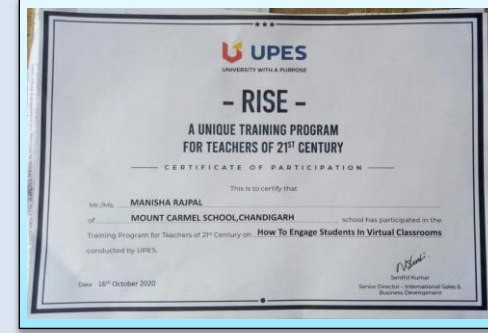 UPES
UNIVERSITY WITH A PURPOSE
- RISE -
A UNIQUE TRAINING PROGRAM
FOR TEACHERS OF 21ST CENTURY
CERTIFICATE OF PARTICIPATION
This is to certify that
Mr./Ms. MANISHA RAJPAL
of MOUNT CARMEL SCHOOL,CHANDIGARH school has participated in the
Training Program for Teachers of 21st Century on How To Engage Students In Virtual Classrooms
conducted by UPES.
Date 16th October 2020
Senthil Kumar
Senior Director - International Sales &
Business Development